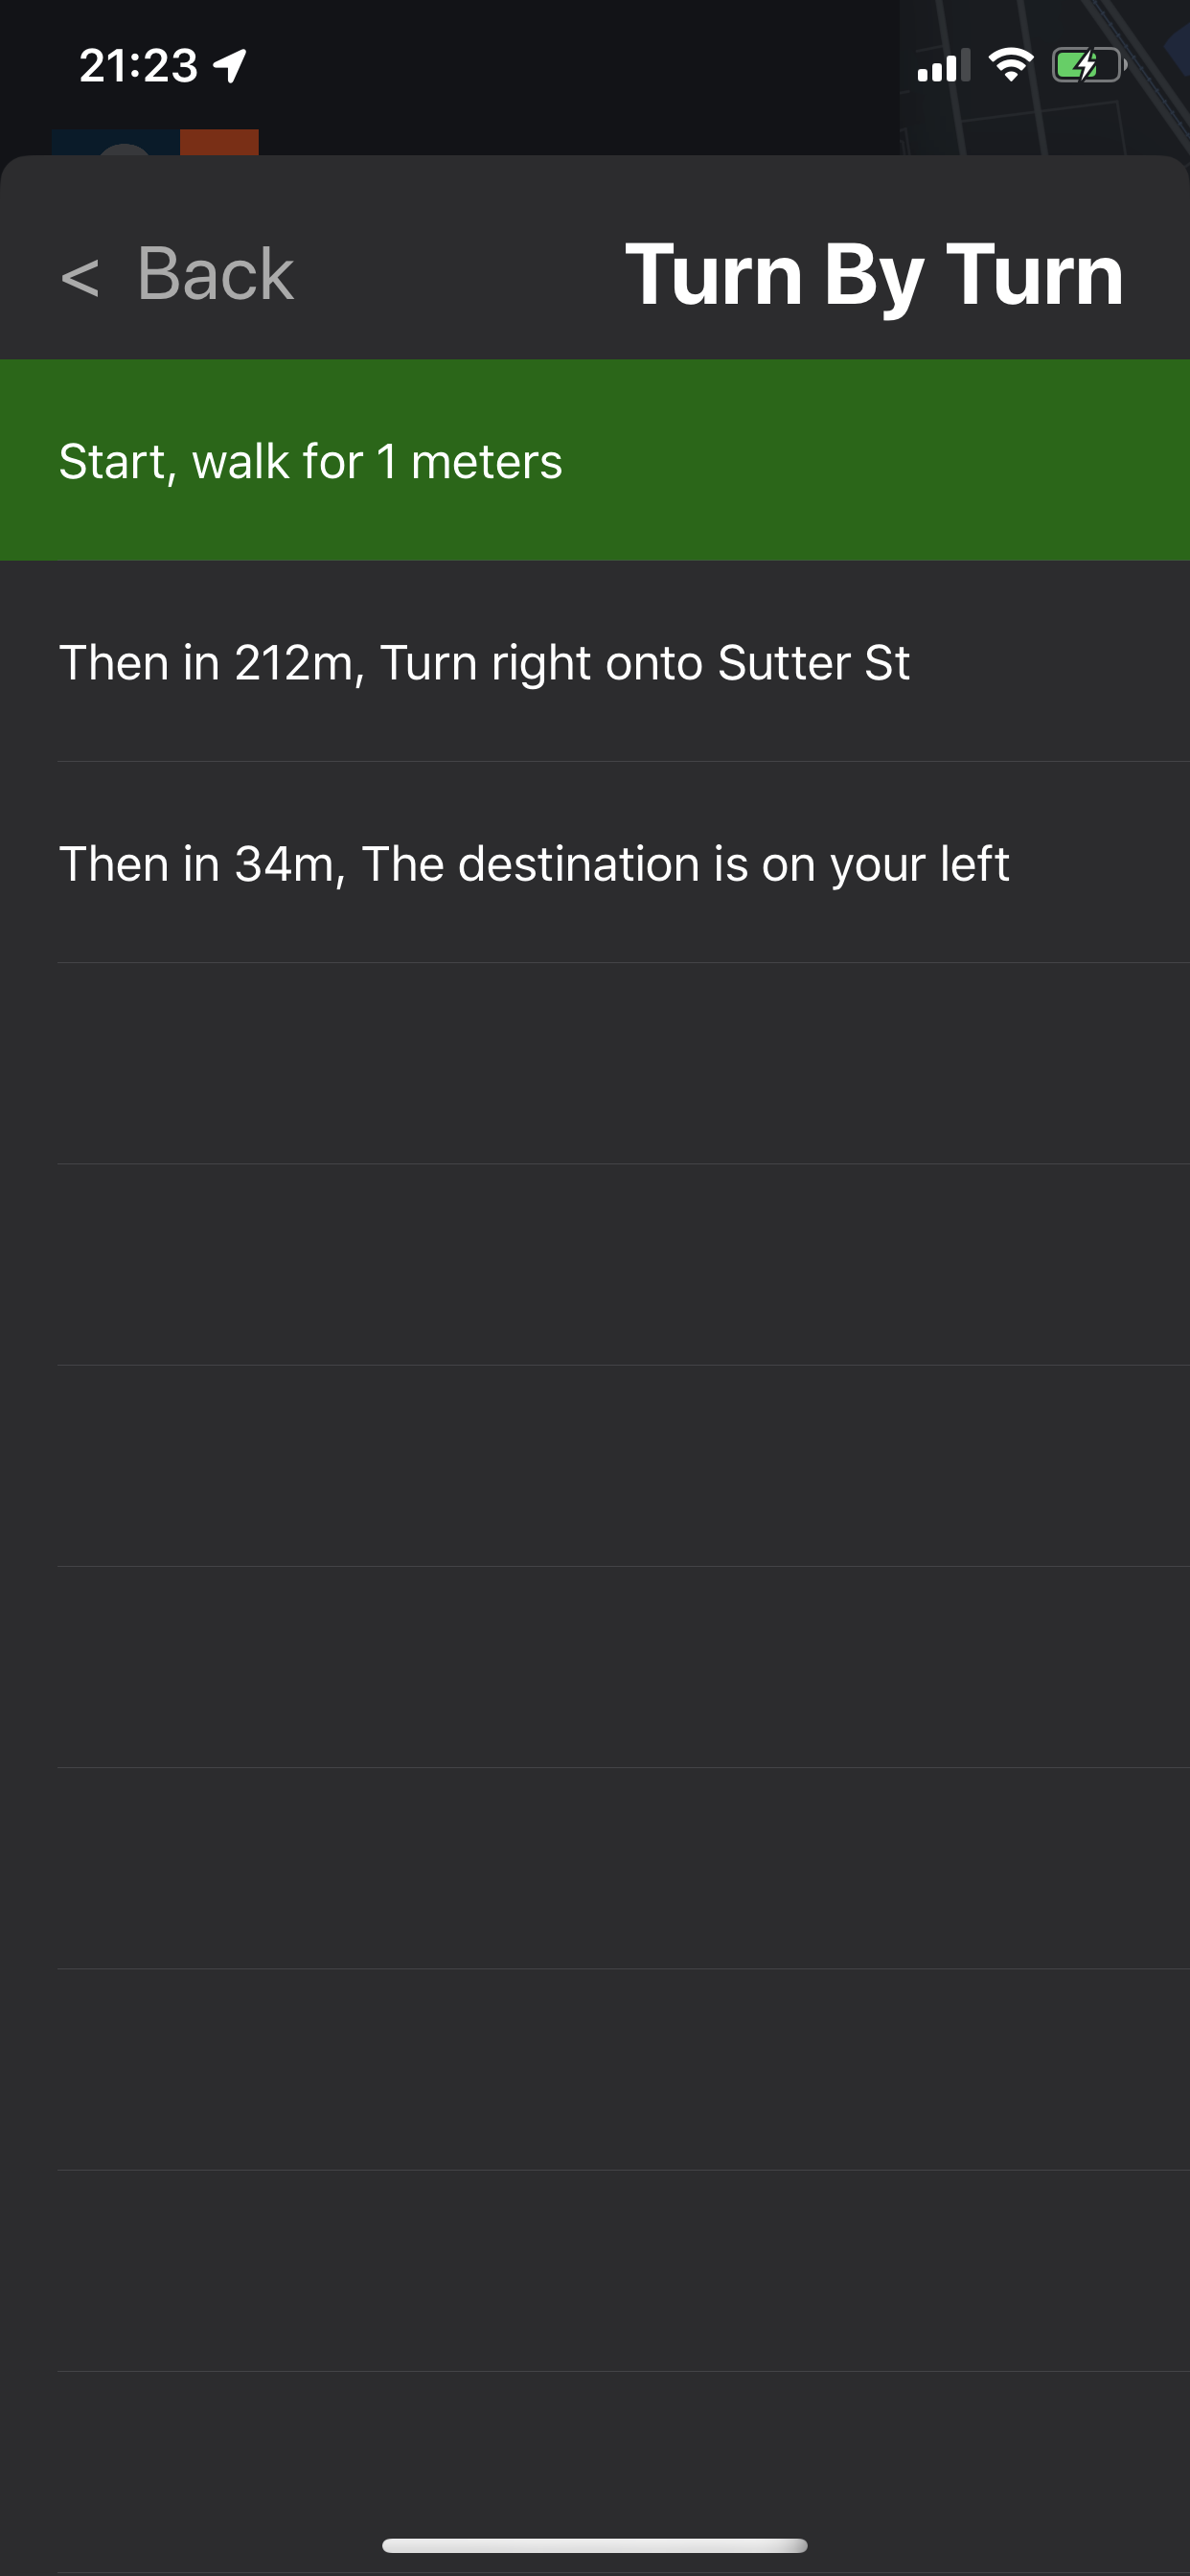 21:23
< Back
Turn By Turn
Start, walk for 1 meters
Then in 212m, Turn right onto Sutter St
Then in 34m, The destination is on your left